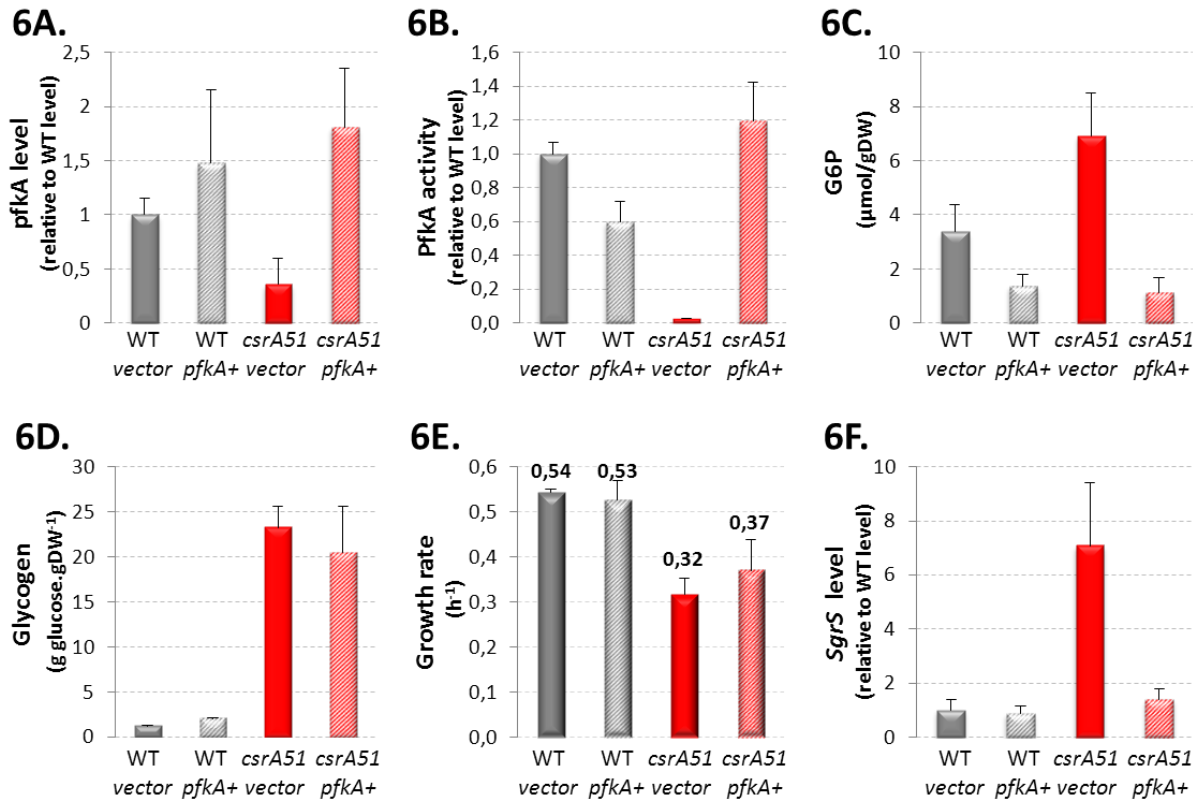 6A.
pfkA level
(relative to WT level)
2,5
2
1,5
1
0,5
0
WT WT csrA51 csrA51
vector pfkA+ vector pfkA+
6B.
PfkA activity
(relative to WT level)
1,6
1,4
1,2
1,0
0,8
0,6
0,4
0,2
0,0
WT WT csrA51 csrA51
vector pfkA+ vector pfkA+
6C.
G6P
(µmol/gDW)
10
8
6
4
2
0
WT WT csrA51 csrA51
vector pfkA+ vector pfkA+
6D.
Glycogen
(g glucose.gDW⁻¹)
30
25
20
15
10
5
0
WT WT csrA51 csrA51
vector pfkA+ vector pfkA+
6E.
Growth rate
(h⁻¹)
0,6
0,5
0,4
0,3
0,2
0,1
0,0
0,54 0,53 0,32 0,37
WT WT csrA51 csrA51
vector pfkA+ vector pfkA+
6F.
SgrS level
(relative to WT level)
10
8
6
4
2
0
WT WT csrA51 csrA51
vector pfkA+ vector pfkA+